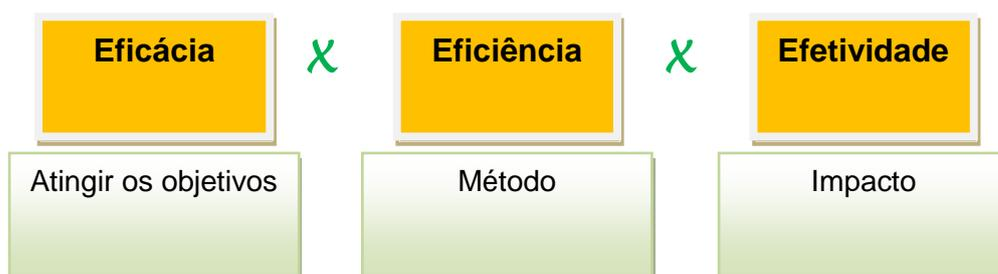 Eficácia x Eficiência x Efetividade
Atingir os objetivos Método Impacto